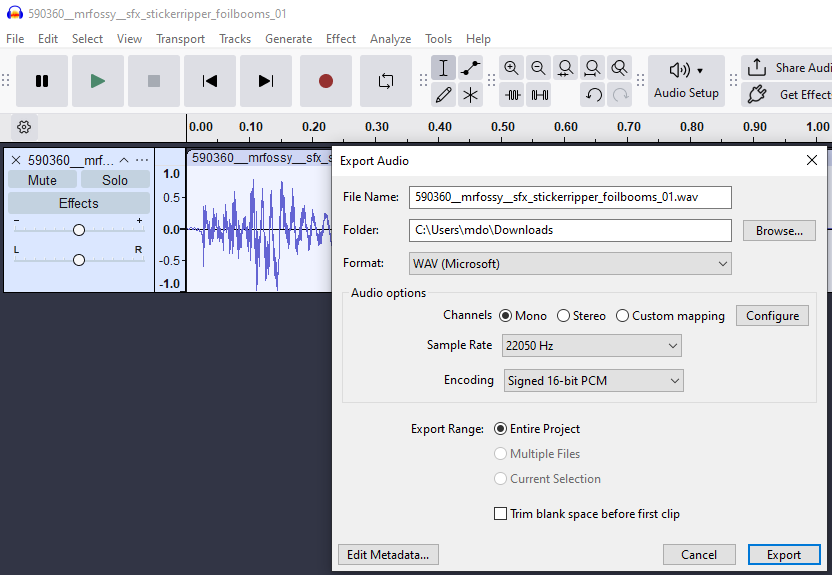 590360__mrfossy__sfx_stickerripper_foilbooms_01
File Edit Select View Transport Tracks Generate Effect Analyze Tools Help
Audio Setup
Share Audi
Get Effect
0.00 0.10 0.20 0.30 0.40 0.50 0.60 0.70 0.80 0.90 1.00
590360__mrf...
590360__mrfossy__sfx_s
Mute Solo
Effects
- +
L R
1.0
0.5-
0.0-
-0.5-
-1.0
Export Audio
File Name: 590360__mrfossy__sfx_stickerripper_foilbooms_01.wav
Folder: C:\Users\mdo\Downloads Browse...
Format: WAV (Microsoft)
Audio options
Channels Mono Stereo Custom mapping Configure
Sample Rate 22050 Hz
Encoding Signed 16-bit PCM
Export Range: Entire Project
Multiple Files
Current Selection
Trim blank space before first clip
Edit Metadata... Cancel Export